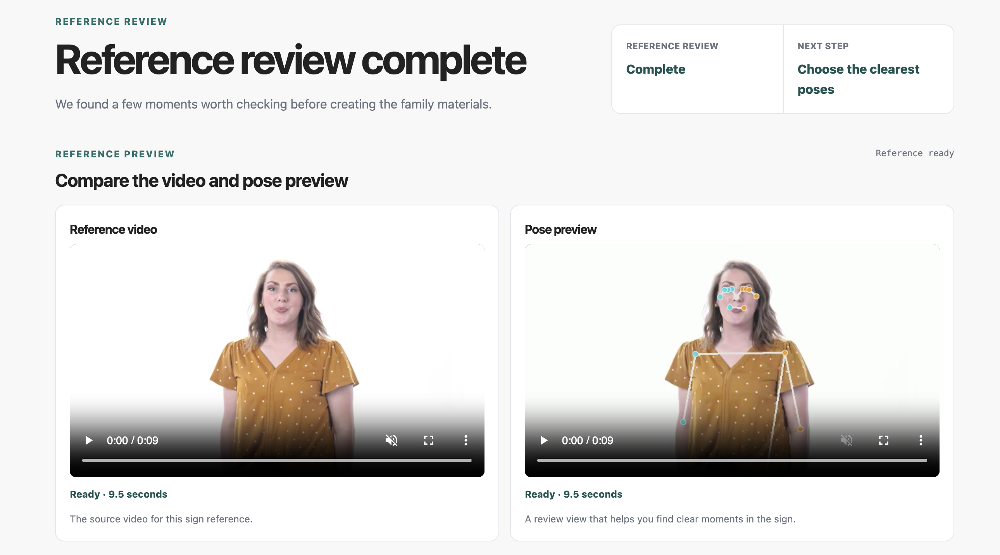 REFERENCE REVIEW
Reference review complete
We found a few moments worth checking before creating the family materials.
REFERENCE REVIEW
Complete
NEXT STEP
Choose the clearest
poses
REFERENCE PREVIEW
Reference ready
Compare the video and pose preview
Reference video
0:00 / 0:09
Ready · 9.5 seconds
The source video for this sign reference.
Pose preview
0:00 / 0:09
Ready · 9.5 seconds
A review view that helps you find clear moments in the sign.